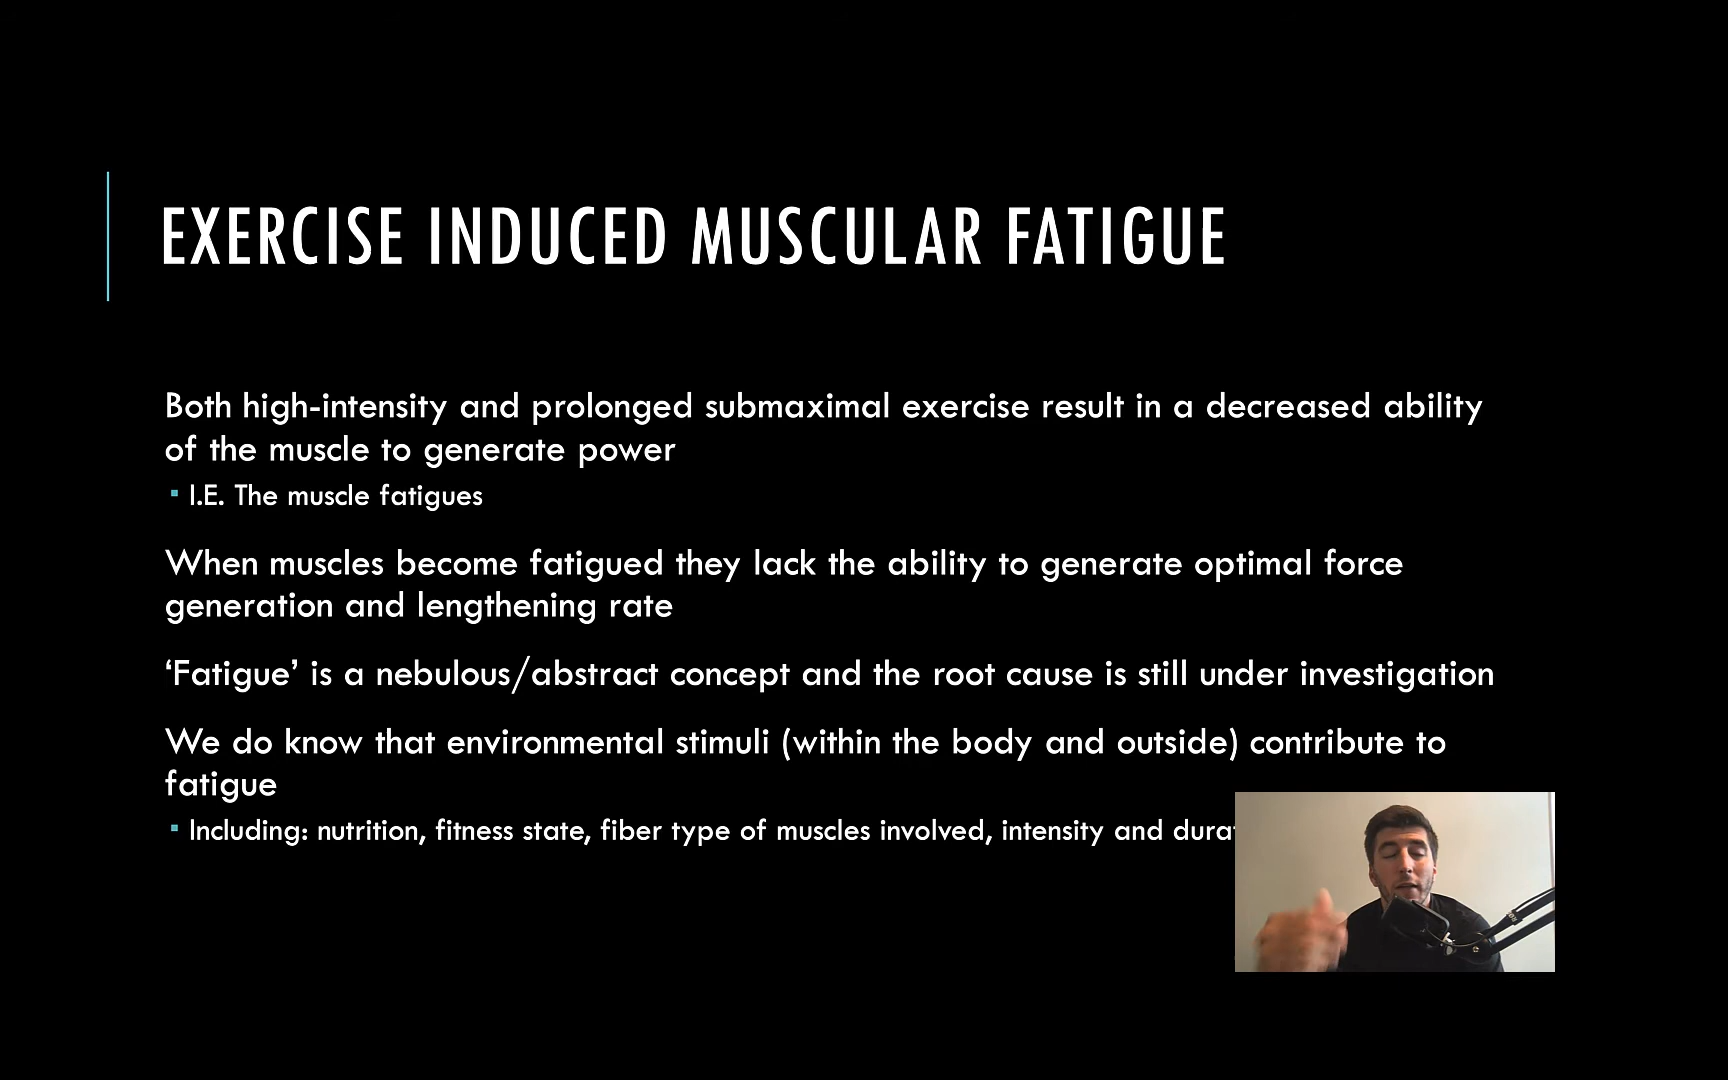 EXERCISE INDUCED MUSCULAR FATIGUE
Both high-intensity and prolonged submaximal exercise result in a decreased ability
of the muscle to generate power
▪ I.E. The muscle fatigues
When muscles become fatigued they lack the ability to generate optimal force
generation and lengthening rate
‘Fatigue’ is a nebulous/abstract concept and the root cause is still under investigation
We do know that environmental stimuli (within the body and outside) contribute to
fatigue
▪ Including: nutrition, fitness state, fiber type of muscles involved, intensity and